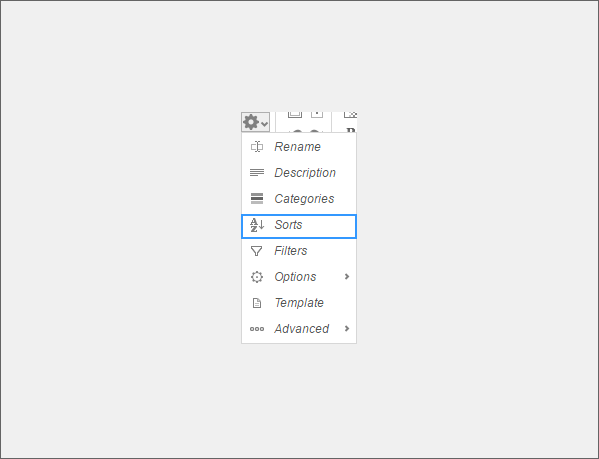 Rename
Description
Categories
Sorts
Filters
Options
Template
Advanced